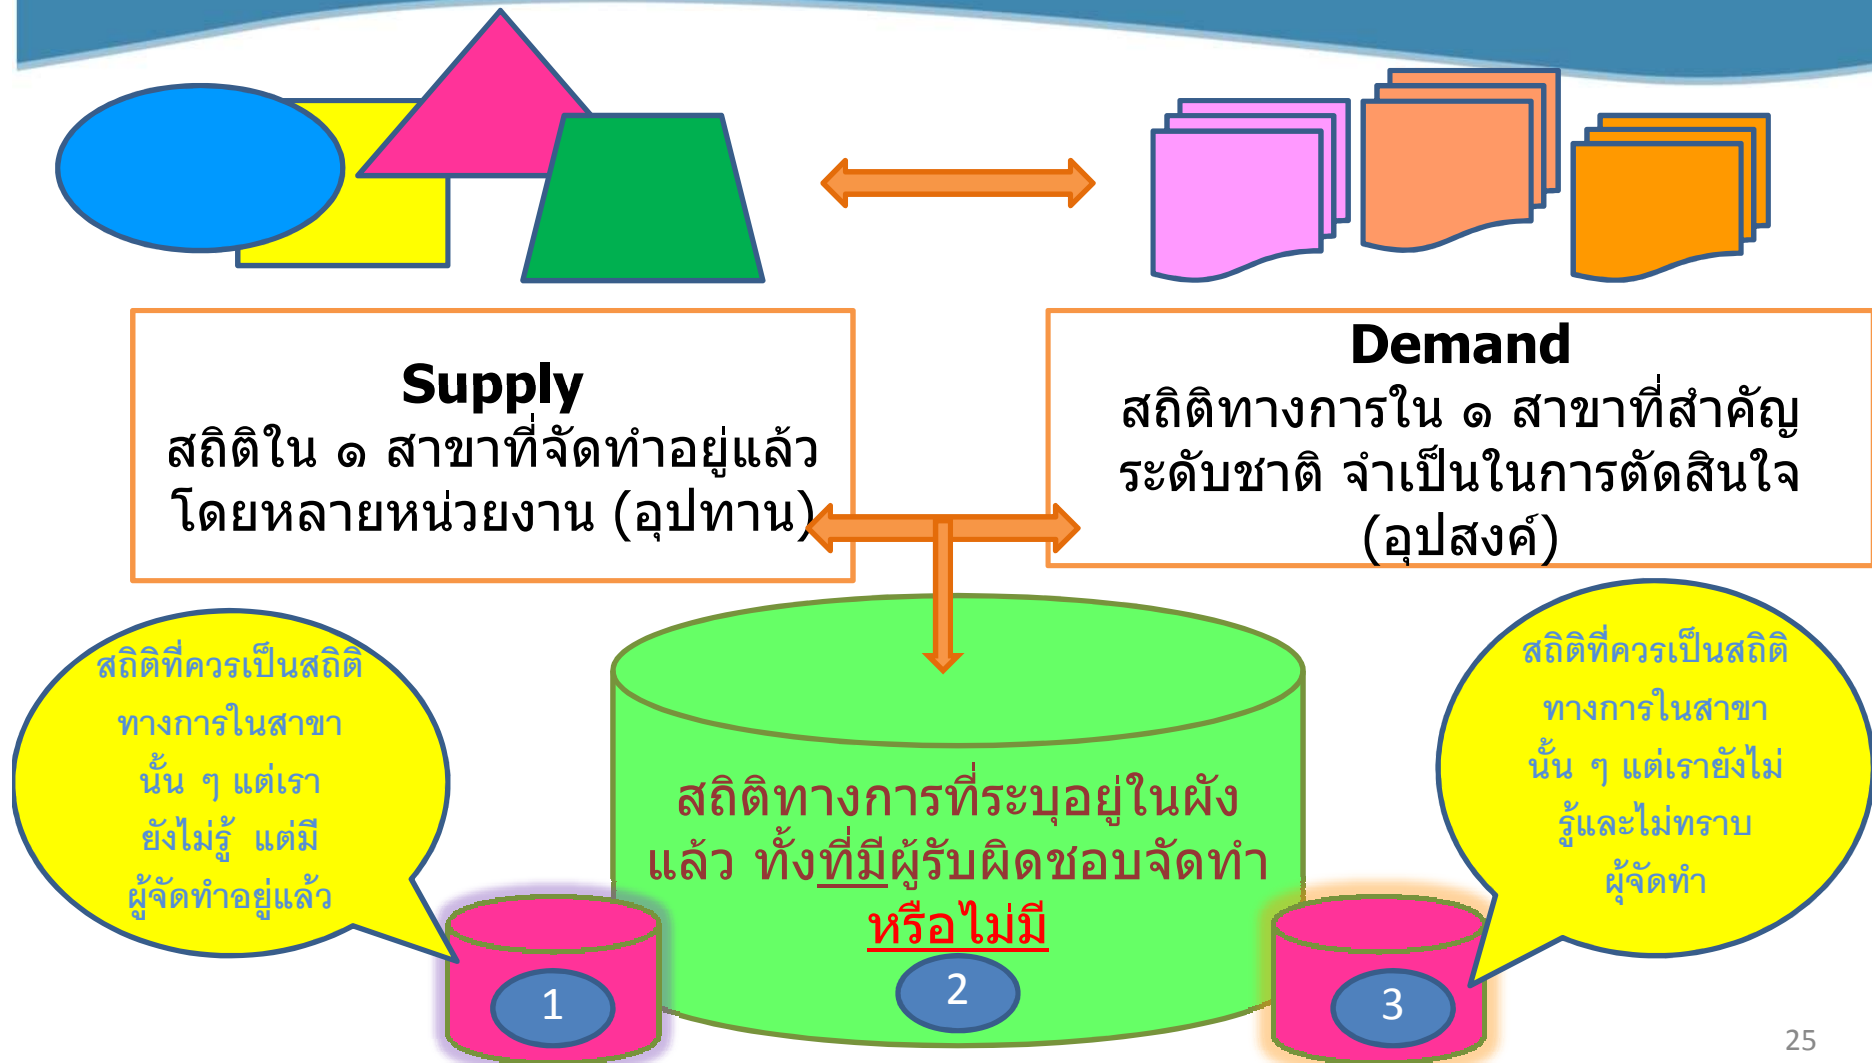 Supply
สถิติใน ๑ สาขาที่จัดทำอยู่แล้ว
โดยหลายหน่วยงาน (อุปทาน)
Demand
สถิติทางการใน ๑ สาขาที่สำคัญ
ระดับชาติ จำเป็นในการตัดสินใจ
(อุปสงค์)
สถิติที่ควรเป็นสถิติ
ทางการในสาขา
นั้น ๆ แต่เรา
ยังไม่รู้ แต่มี
ผู้จัดทำอยู่แล้ว
สถิติทางการที่ระบุอยู่ในผัง
แล้ว ทั้งที่มีผู้รับผิดชอบจัดทำ
หรือไม่มี
สถิติที่ควรเป็นสถิติ
ทางการในสาขา
นั้น ๆ แต่เรายังไม่
รู้และไม่ทราบ
ผู้จัดทำ
1
2
3
25